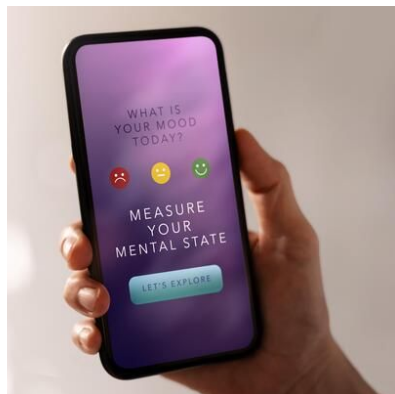 WHAT IS
YOUR MOOD
TODAY?
MEASURE
YOUR
MENTAL STATE
LET'S EXPLORE